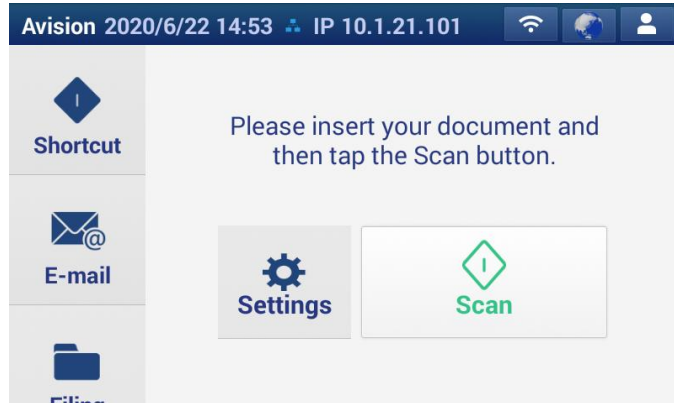 Avision 2020/6/22 14:53 IP 10.1.21.101
Shortcut
Please insert your document and
then tap the Scan button.
@
E-mail
Settings
Scan
Filing